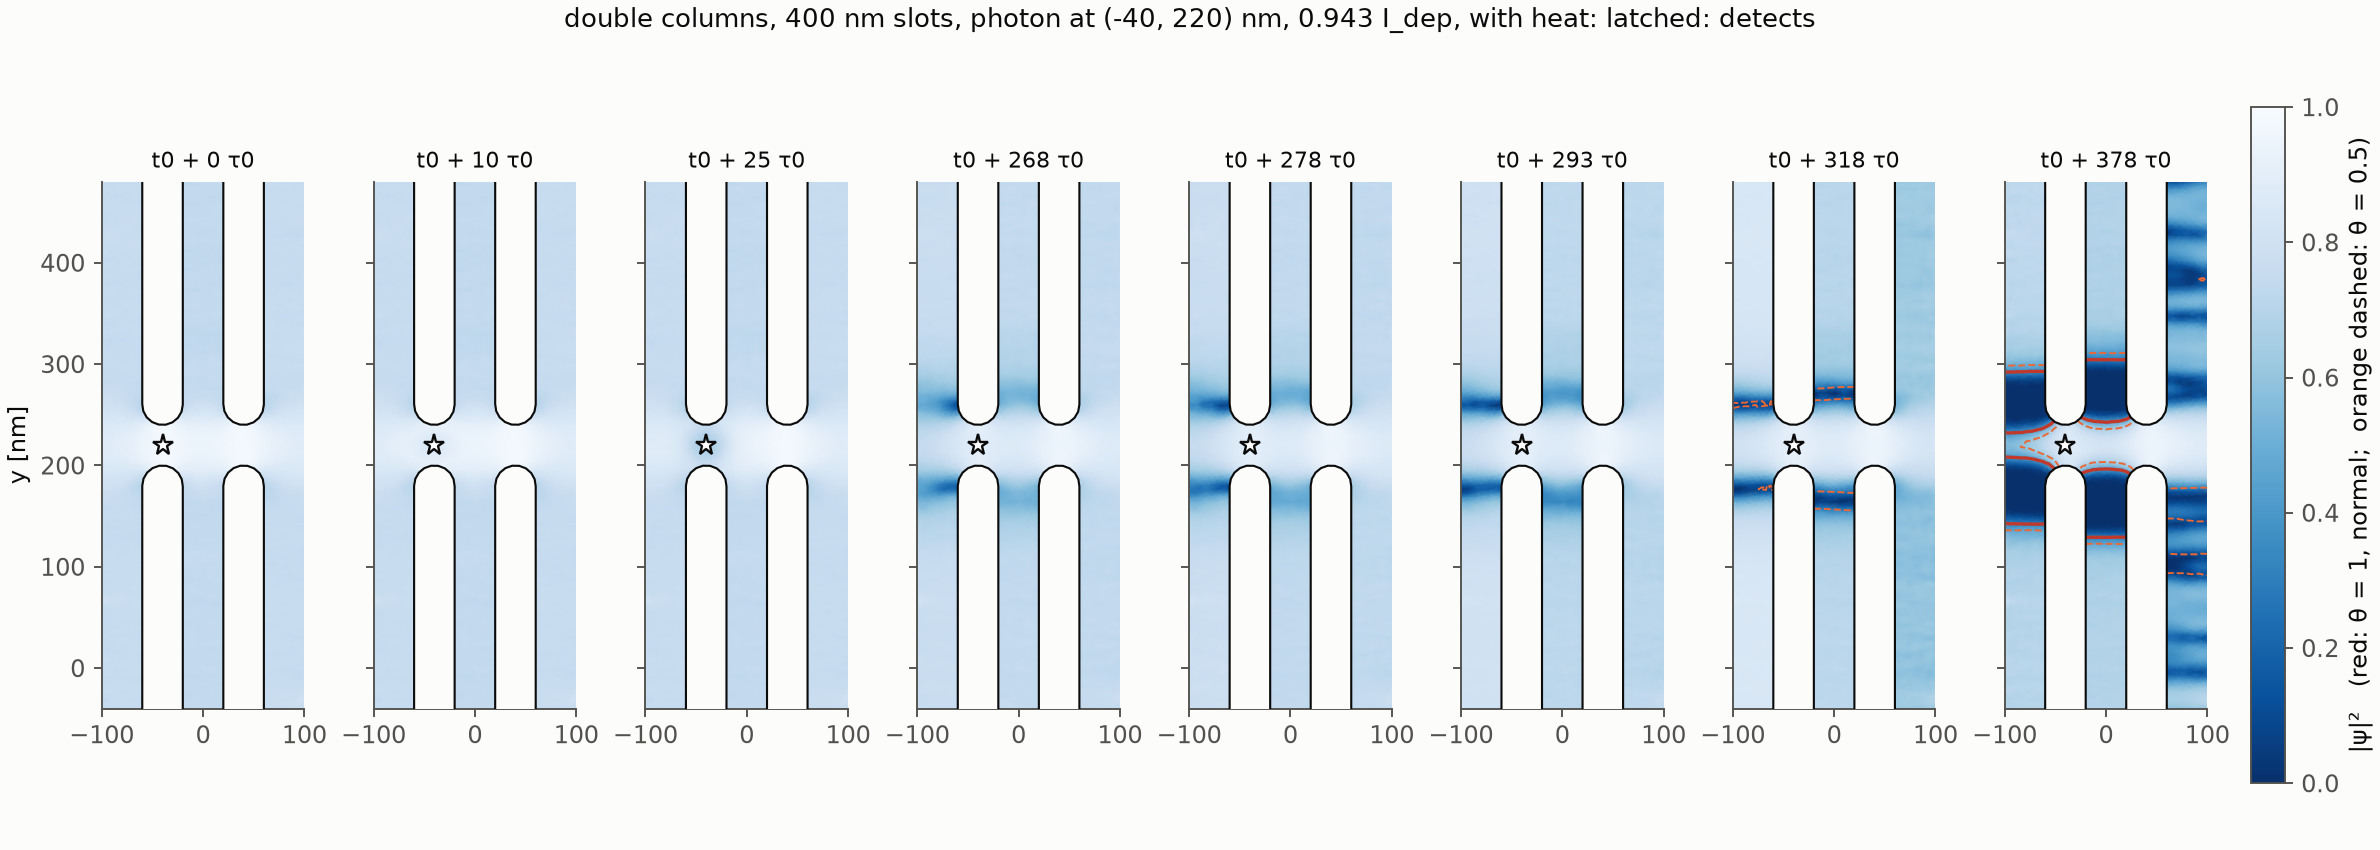 double columns, 400 nm slots, photon at (-40, 220) nm, 0.943 I_dep, with heat: latched: detects
t0 + 0 τ0
t0 + 10 τ0
t0 + 25 τ0
t0 + 268 τ0
t0 + 278 τ0
t0 + 293 τ0
t0 + 318 τ0
t0 + 378 τ0
y [nm]
400
300
200
100
0
−100 0 100
−100 0 100
−100 0 100
−100 0 100
−100 0 100
−100 0 100
−100 0 100
−100 0 100
1.0
0.8
0.6
0.4
0.2
0.0
|ψ|² (red: θ = 1, normal; orange dashed: θ = 0.5)